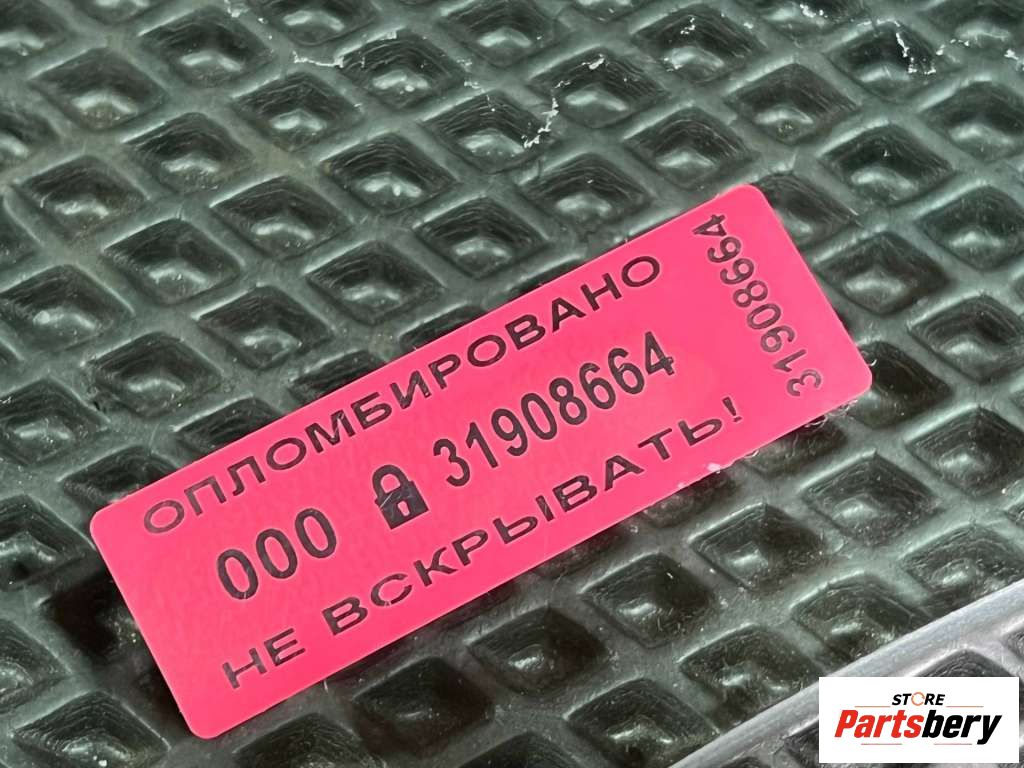 ОПЛОМБИРОВАНО
000 31908664
НЕ ВСКРЫВАТЬ!
31908664
STORE
Partsbery